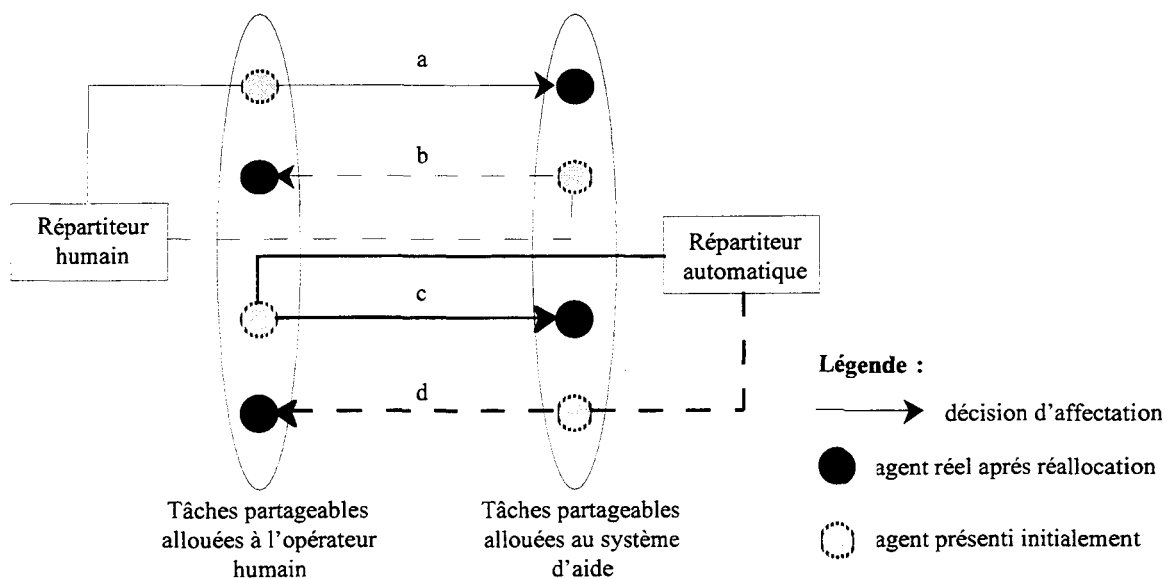 a
b
Répartiteur
humain
Répartiteur
automatique
c
d
Légende :
décision d'affectation
agent réel aprés réallocation
agent présenti initialement
Tâches partageables
allouées à l'opérateur
humain
Tâches partageables
allouées au système
d'aide